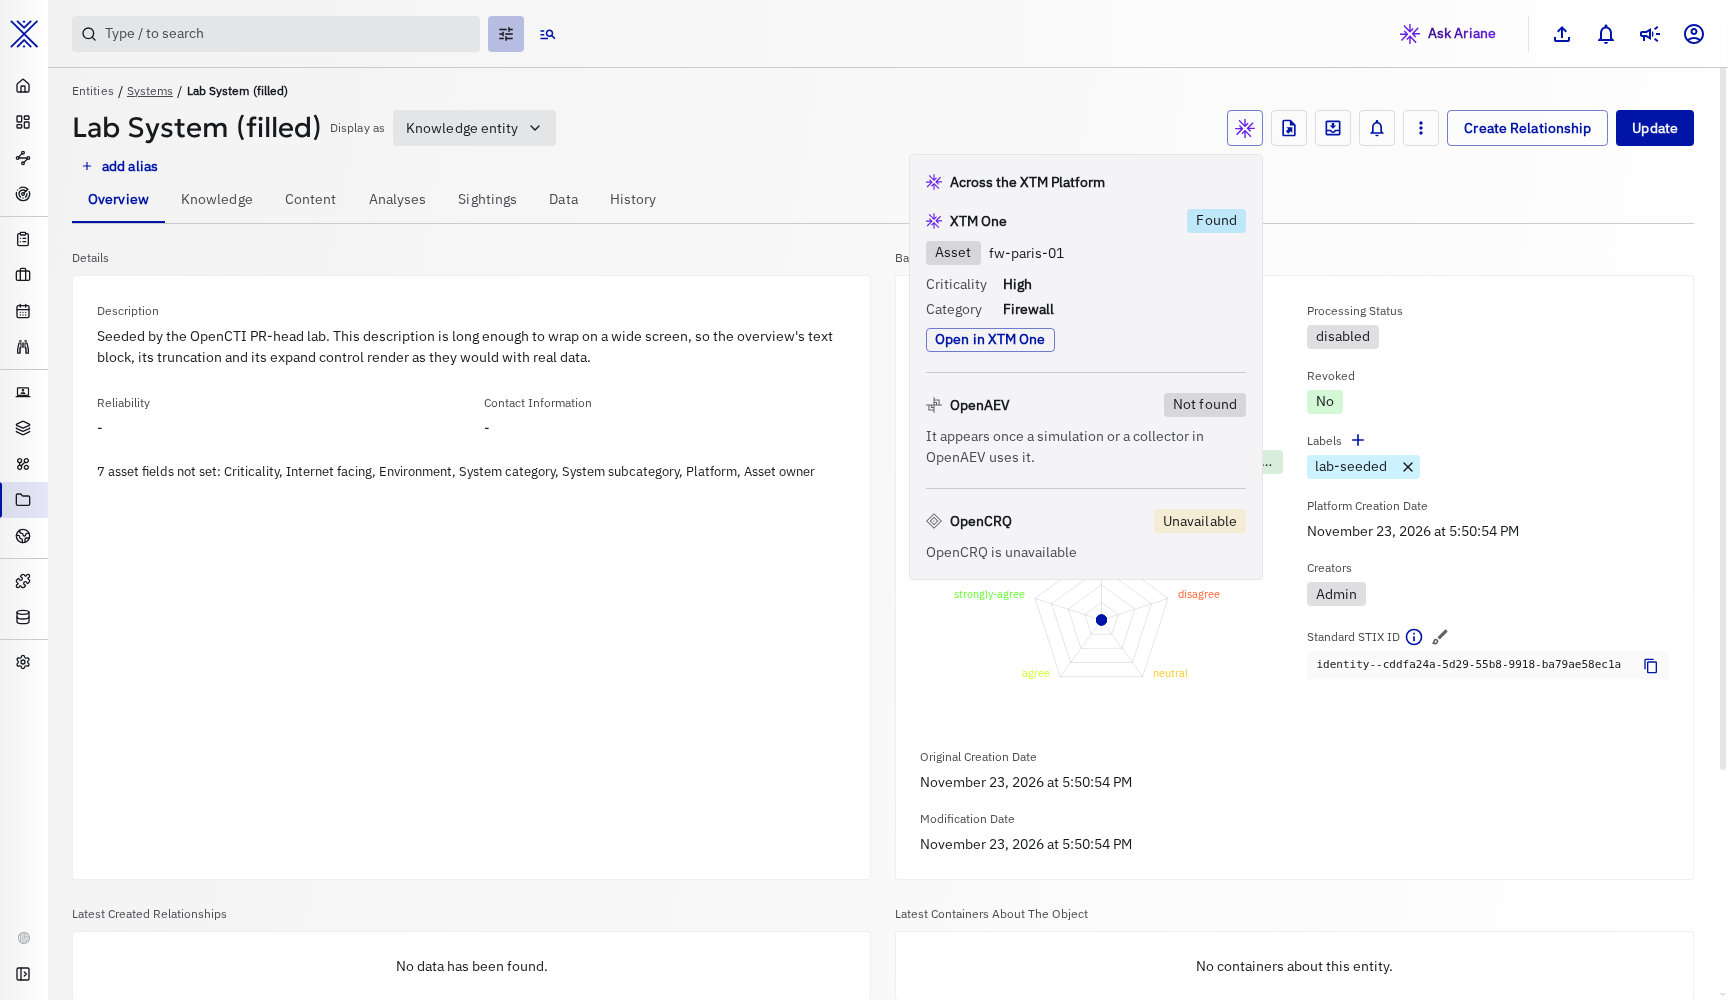 Type / to search
Ask Ariane
Entities / Systems / Lab System (filled)
Lab System (filled)
Display as
Knowledge entity
Create Relationship
Update
+ add alias
Overview
Knowledge
Content
Analyses
Sightings
Data
History
Across the XTM Platform
XTM One
Found
Asset
fw-paris-01
Criticality
High
Category
Firewall
Open in XTM One
OpenAEV
Not found
It appears once a simulation or a collector in
OpenAEV uses it.
OpenCRQ
Unavailable
OpenCRQ is unavailable
Details
Description
Seeded by the OpenCTI PR-head lab. This description is long enough to wrap on a wide screen, so the overview's text
block, its truncation and its expand control render as they would with real data.
Reliability
-
Contact Information
-
7 asset fields not set: Criticality, Internet facing, Environment, System category, System subcategory, Platform, Asset owner
Ba
...
strongly-agree
disagree
agree
neutral
Original Creation Date
November 23, 2026 at 5:50:54 PM
Modification Date
November 23, 2026 at 5:50:54 PM
Processing Status
disabled
Revoked
No
Labels
lab-seeded
Platform Creation Date
November 23, 2026 at 5:50:54 PM
Creators
Admin
Standard STIX ID
identity--cddfa24a-5d29-55b8-9918-ba79ae58ec1a
Latest Created Relationships
No data has been found.
Latest Containers About The Object
No containers about this entity.